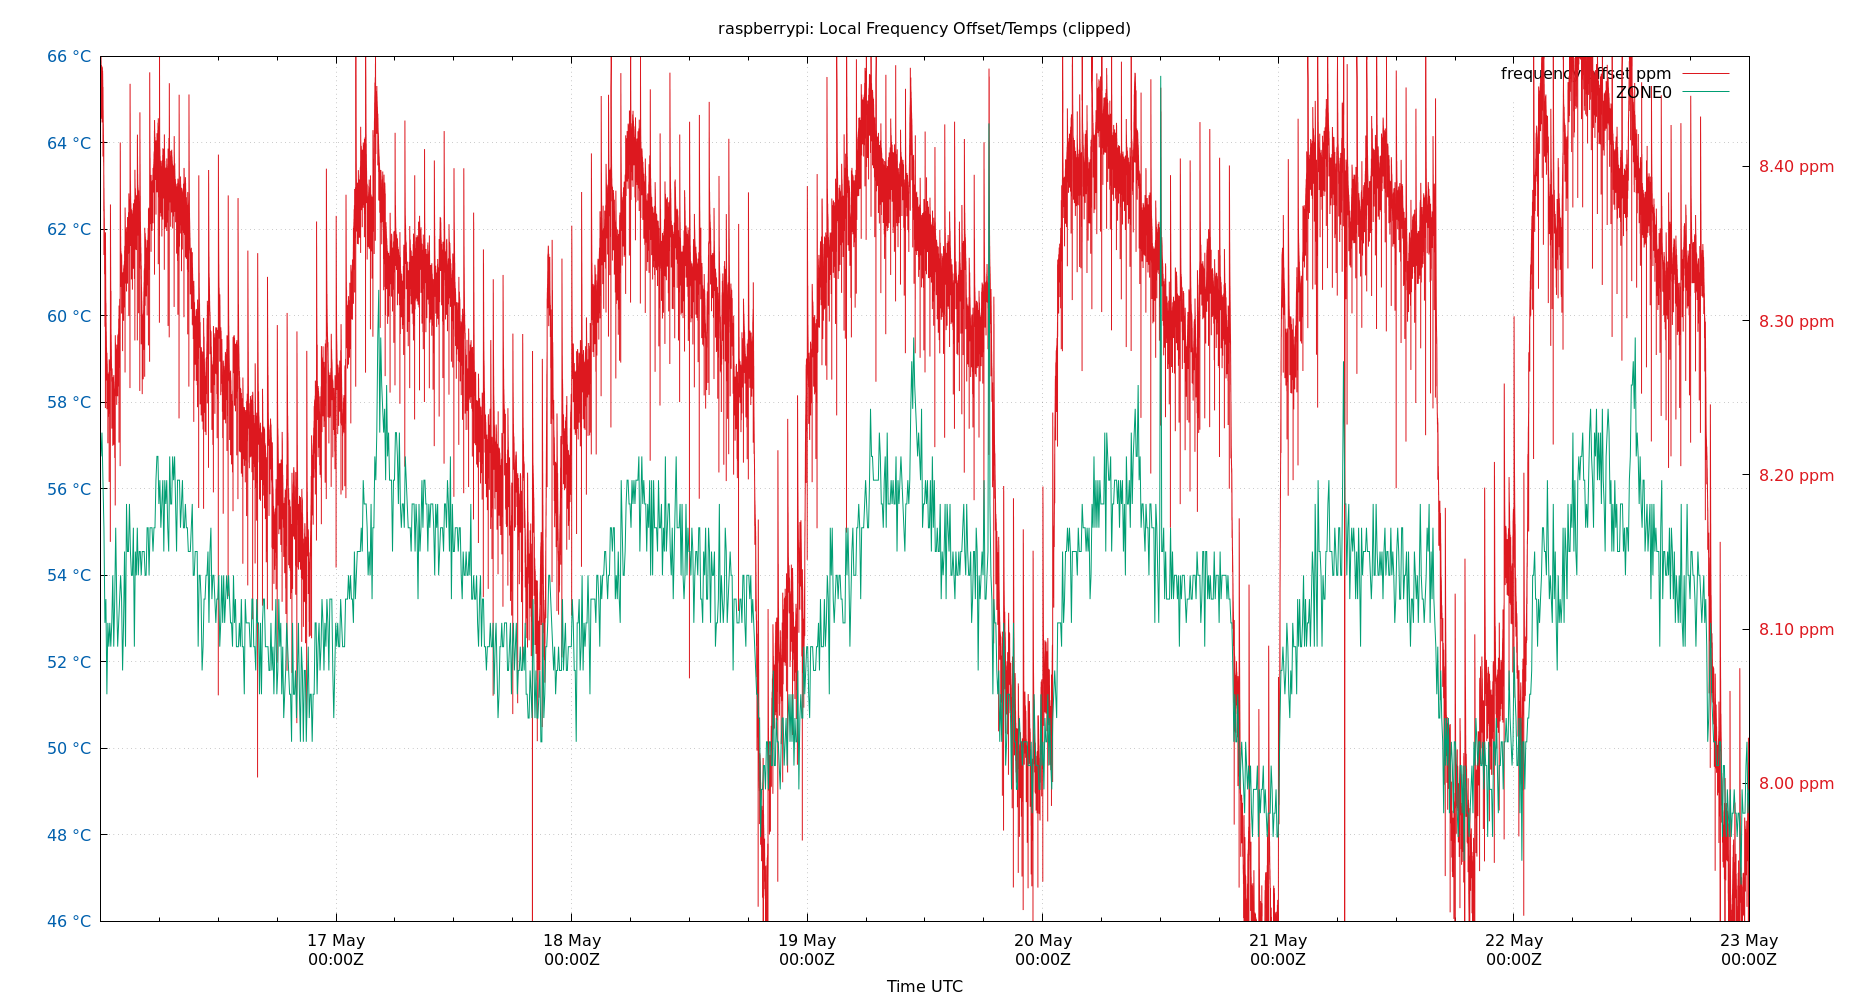 raspberrypi: Local Frequency Offset/Temps (clipped)
66 °C
64 °C
62 °C
60 °C
58 °C
56 °C
54 °C
52 °C
50 °C
48 °C
46 °C
frequency offset ppm
ZONE0
8.40 ppm
8.30 ppm
8.20 ppm
8.10 ppm
8.00 ppm
17 May
00:00Z
18 May
00:00Z
19 May
00:00Z
20 May
00:00Z
21 May
00:00Z
22 May
00:00Z
23 May
00:00Z
Time UTC